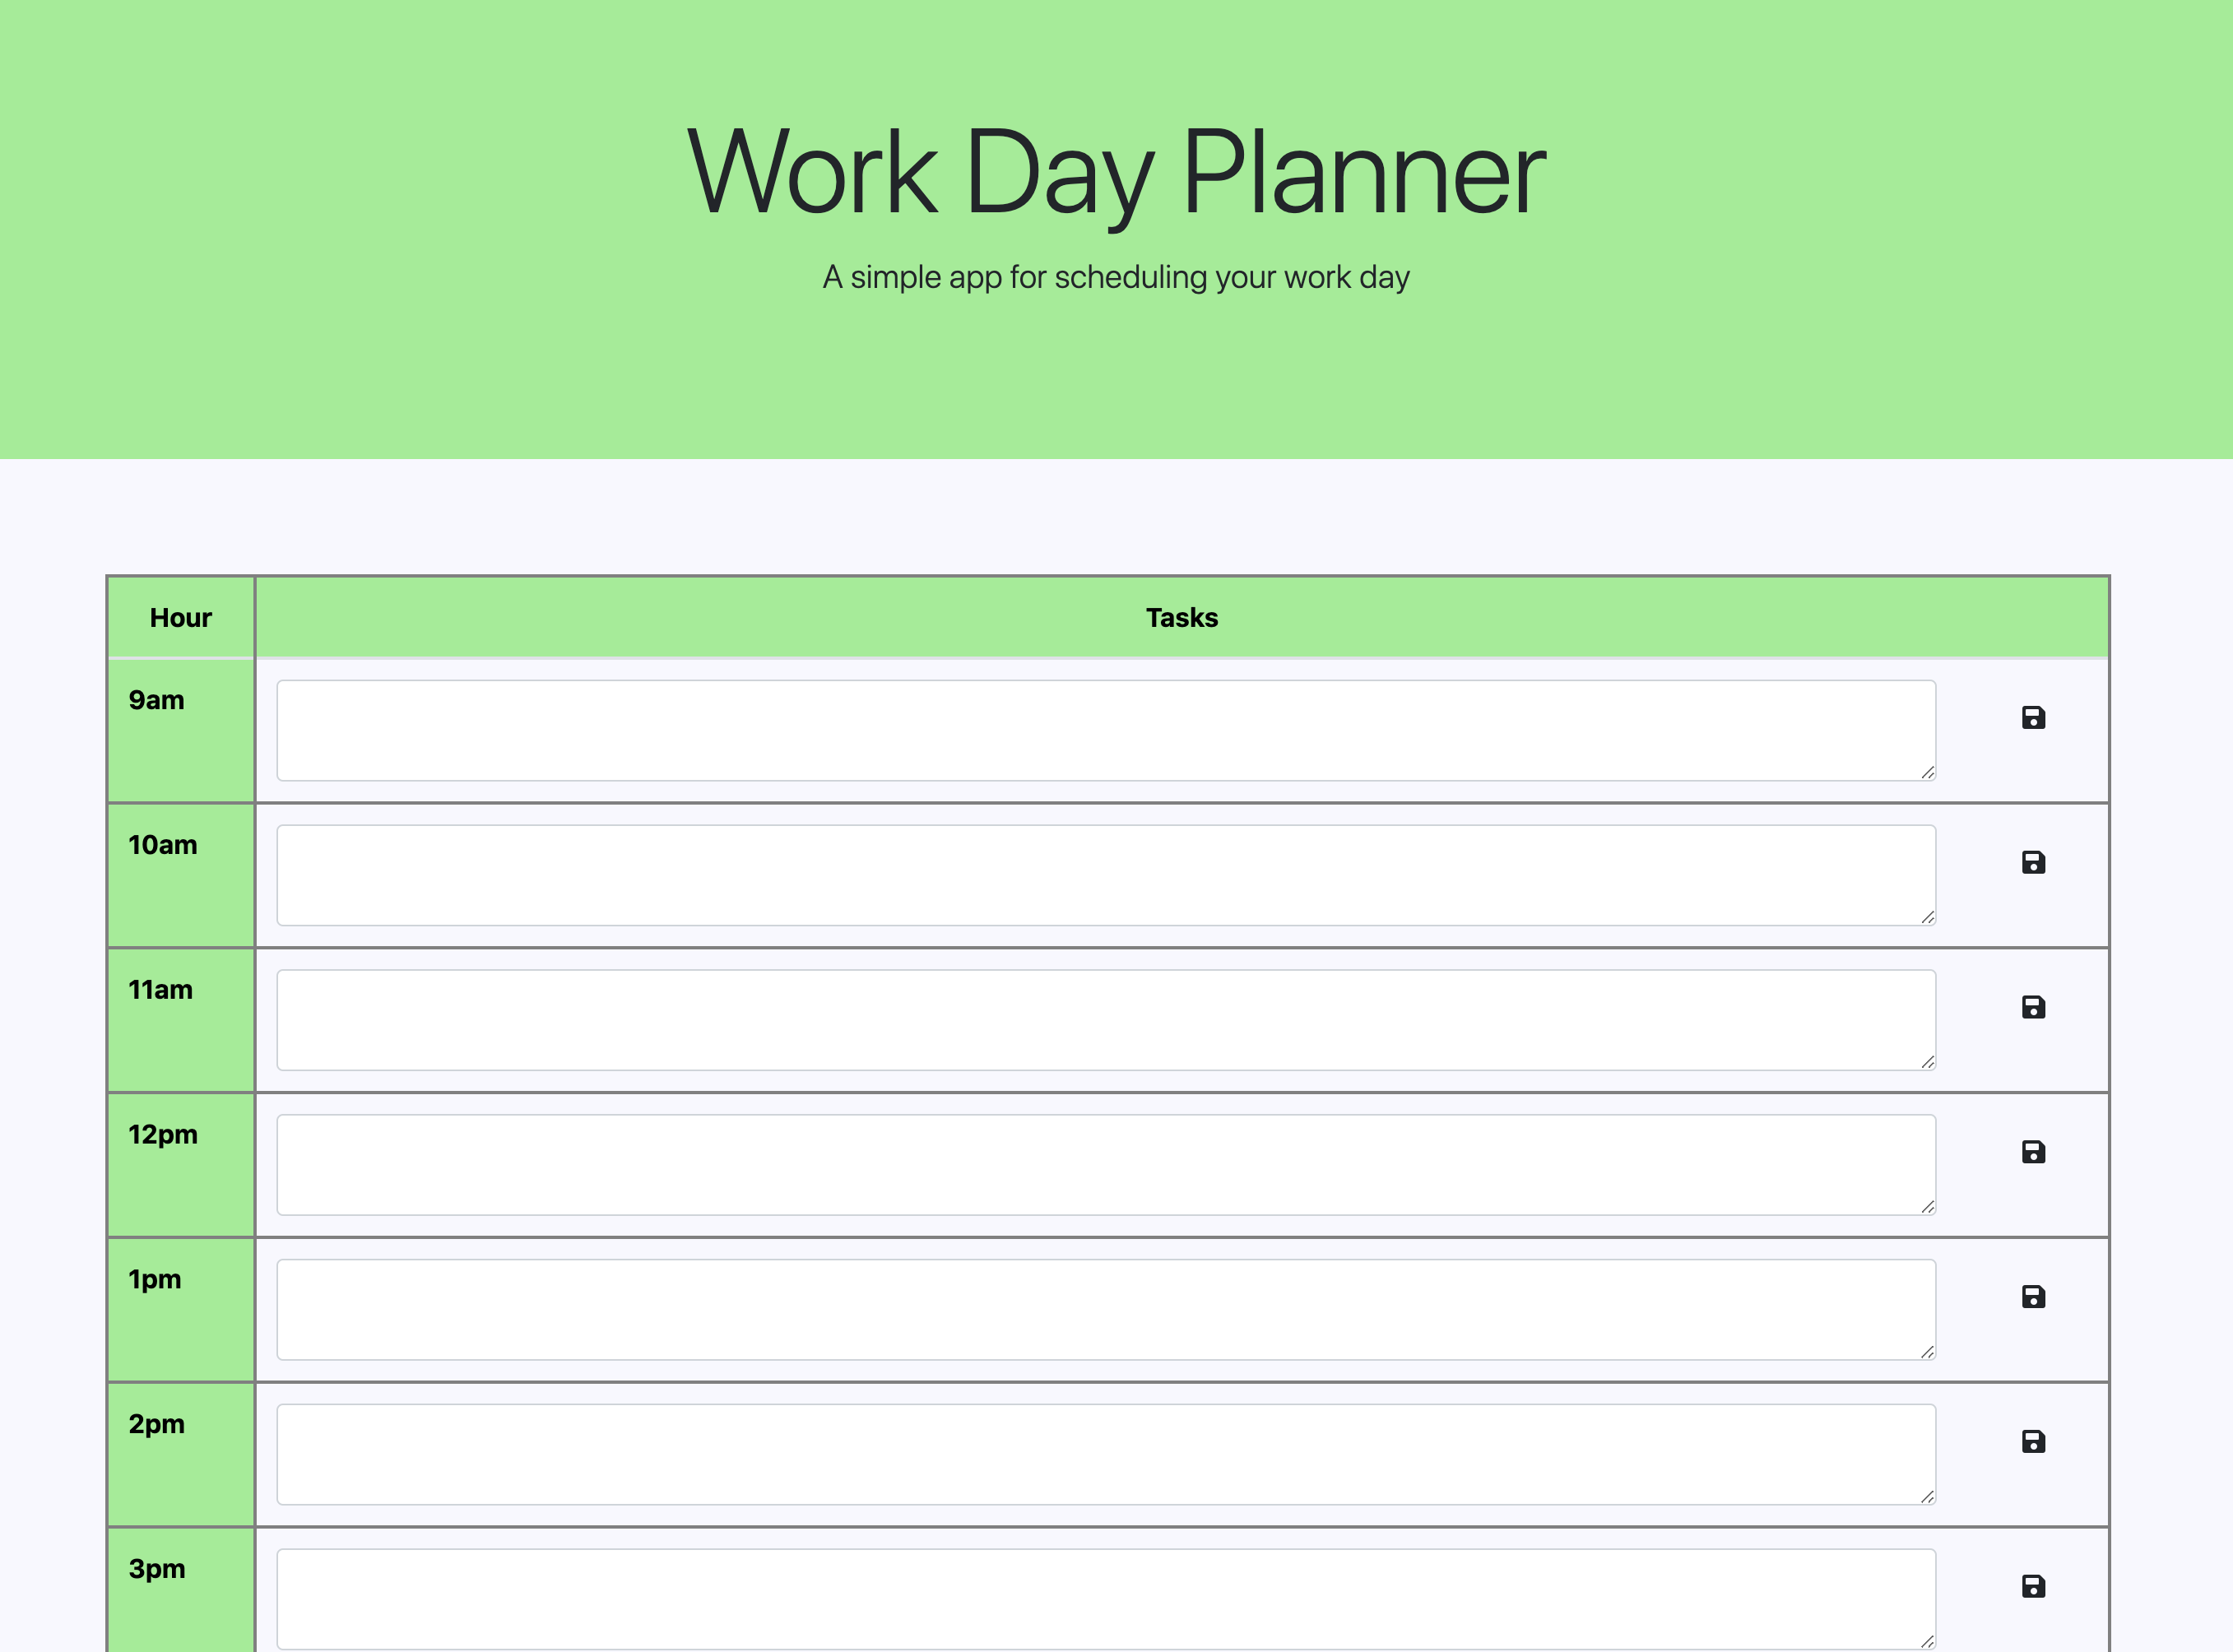 Work Day Planner
A simple app for scheduling your work day
Hour Tasks
9am
10am
11am
12pm
1pm
2pm
3pm